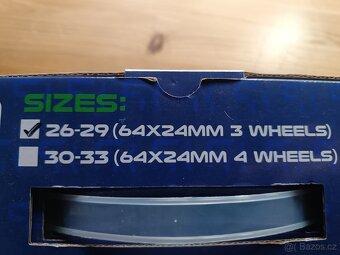 SIZES:
26-29 (64X24MM 3 WHEELS)
30-33 (64X24MM 4 WHEELS)
Bazos.cz